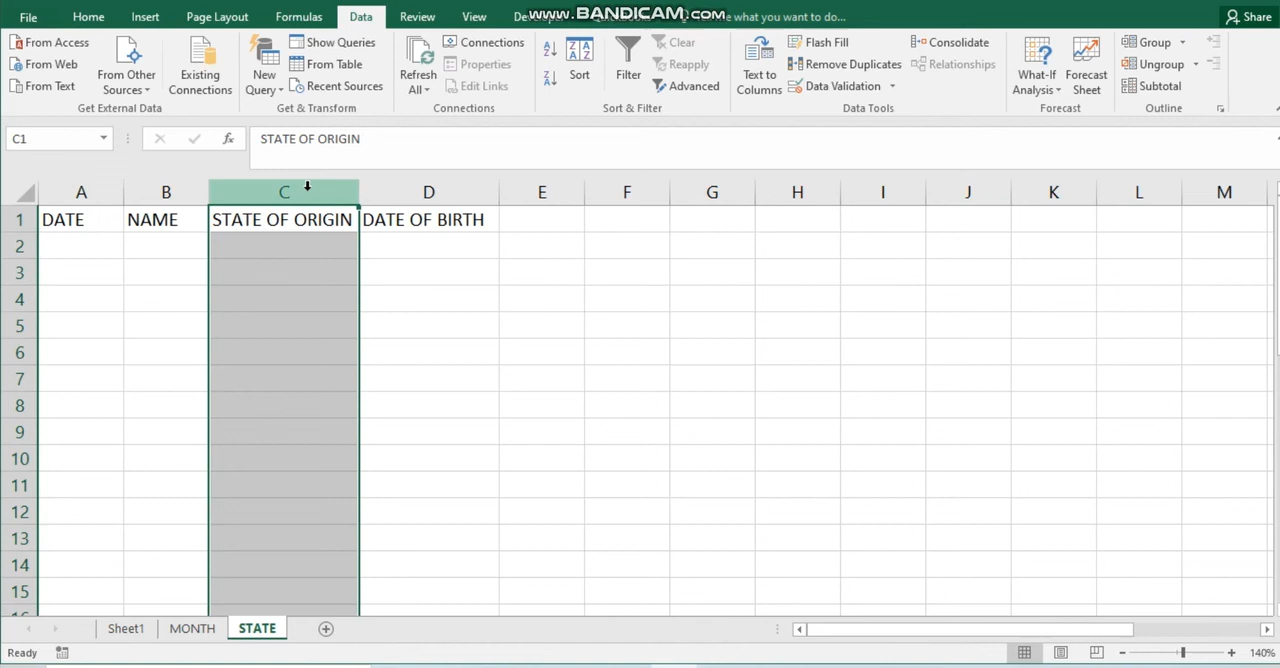 www.BANDICAM.com
File Home Insert Page Layout Formulas Data Review View De what you want to do... Share
From Access
From Web
From Text
From Other Sources
Existing Connections
Get External Data
New Query
Show Queries
From Table
Recent Sources
Get & Transform
Refresh All
Connections
Properties
Edit Links
Connections
Sort
Filter
Clear
Reapply
Advanced
Sort & Filter
Text to Columns
Flash Fill
Remove Duplicates
Data Validation
Consolidate
Relationships
Data Tools
What-If Analysis
Forecast Sheet
Forecast
Group
Ungroup
Subtotal
Outline
C1 fx STATE OF ORIGIN
A B C D E F G H I J K L M
1 DATE NAME STATE OF ORIGIN DATE OF BIRTH
2
3
4
5
6
7
8
9
10
11
12
13
14
15
Sheet1 MONTH STATE
Ready 140%